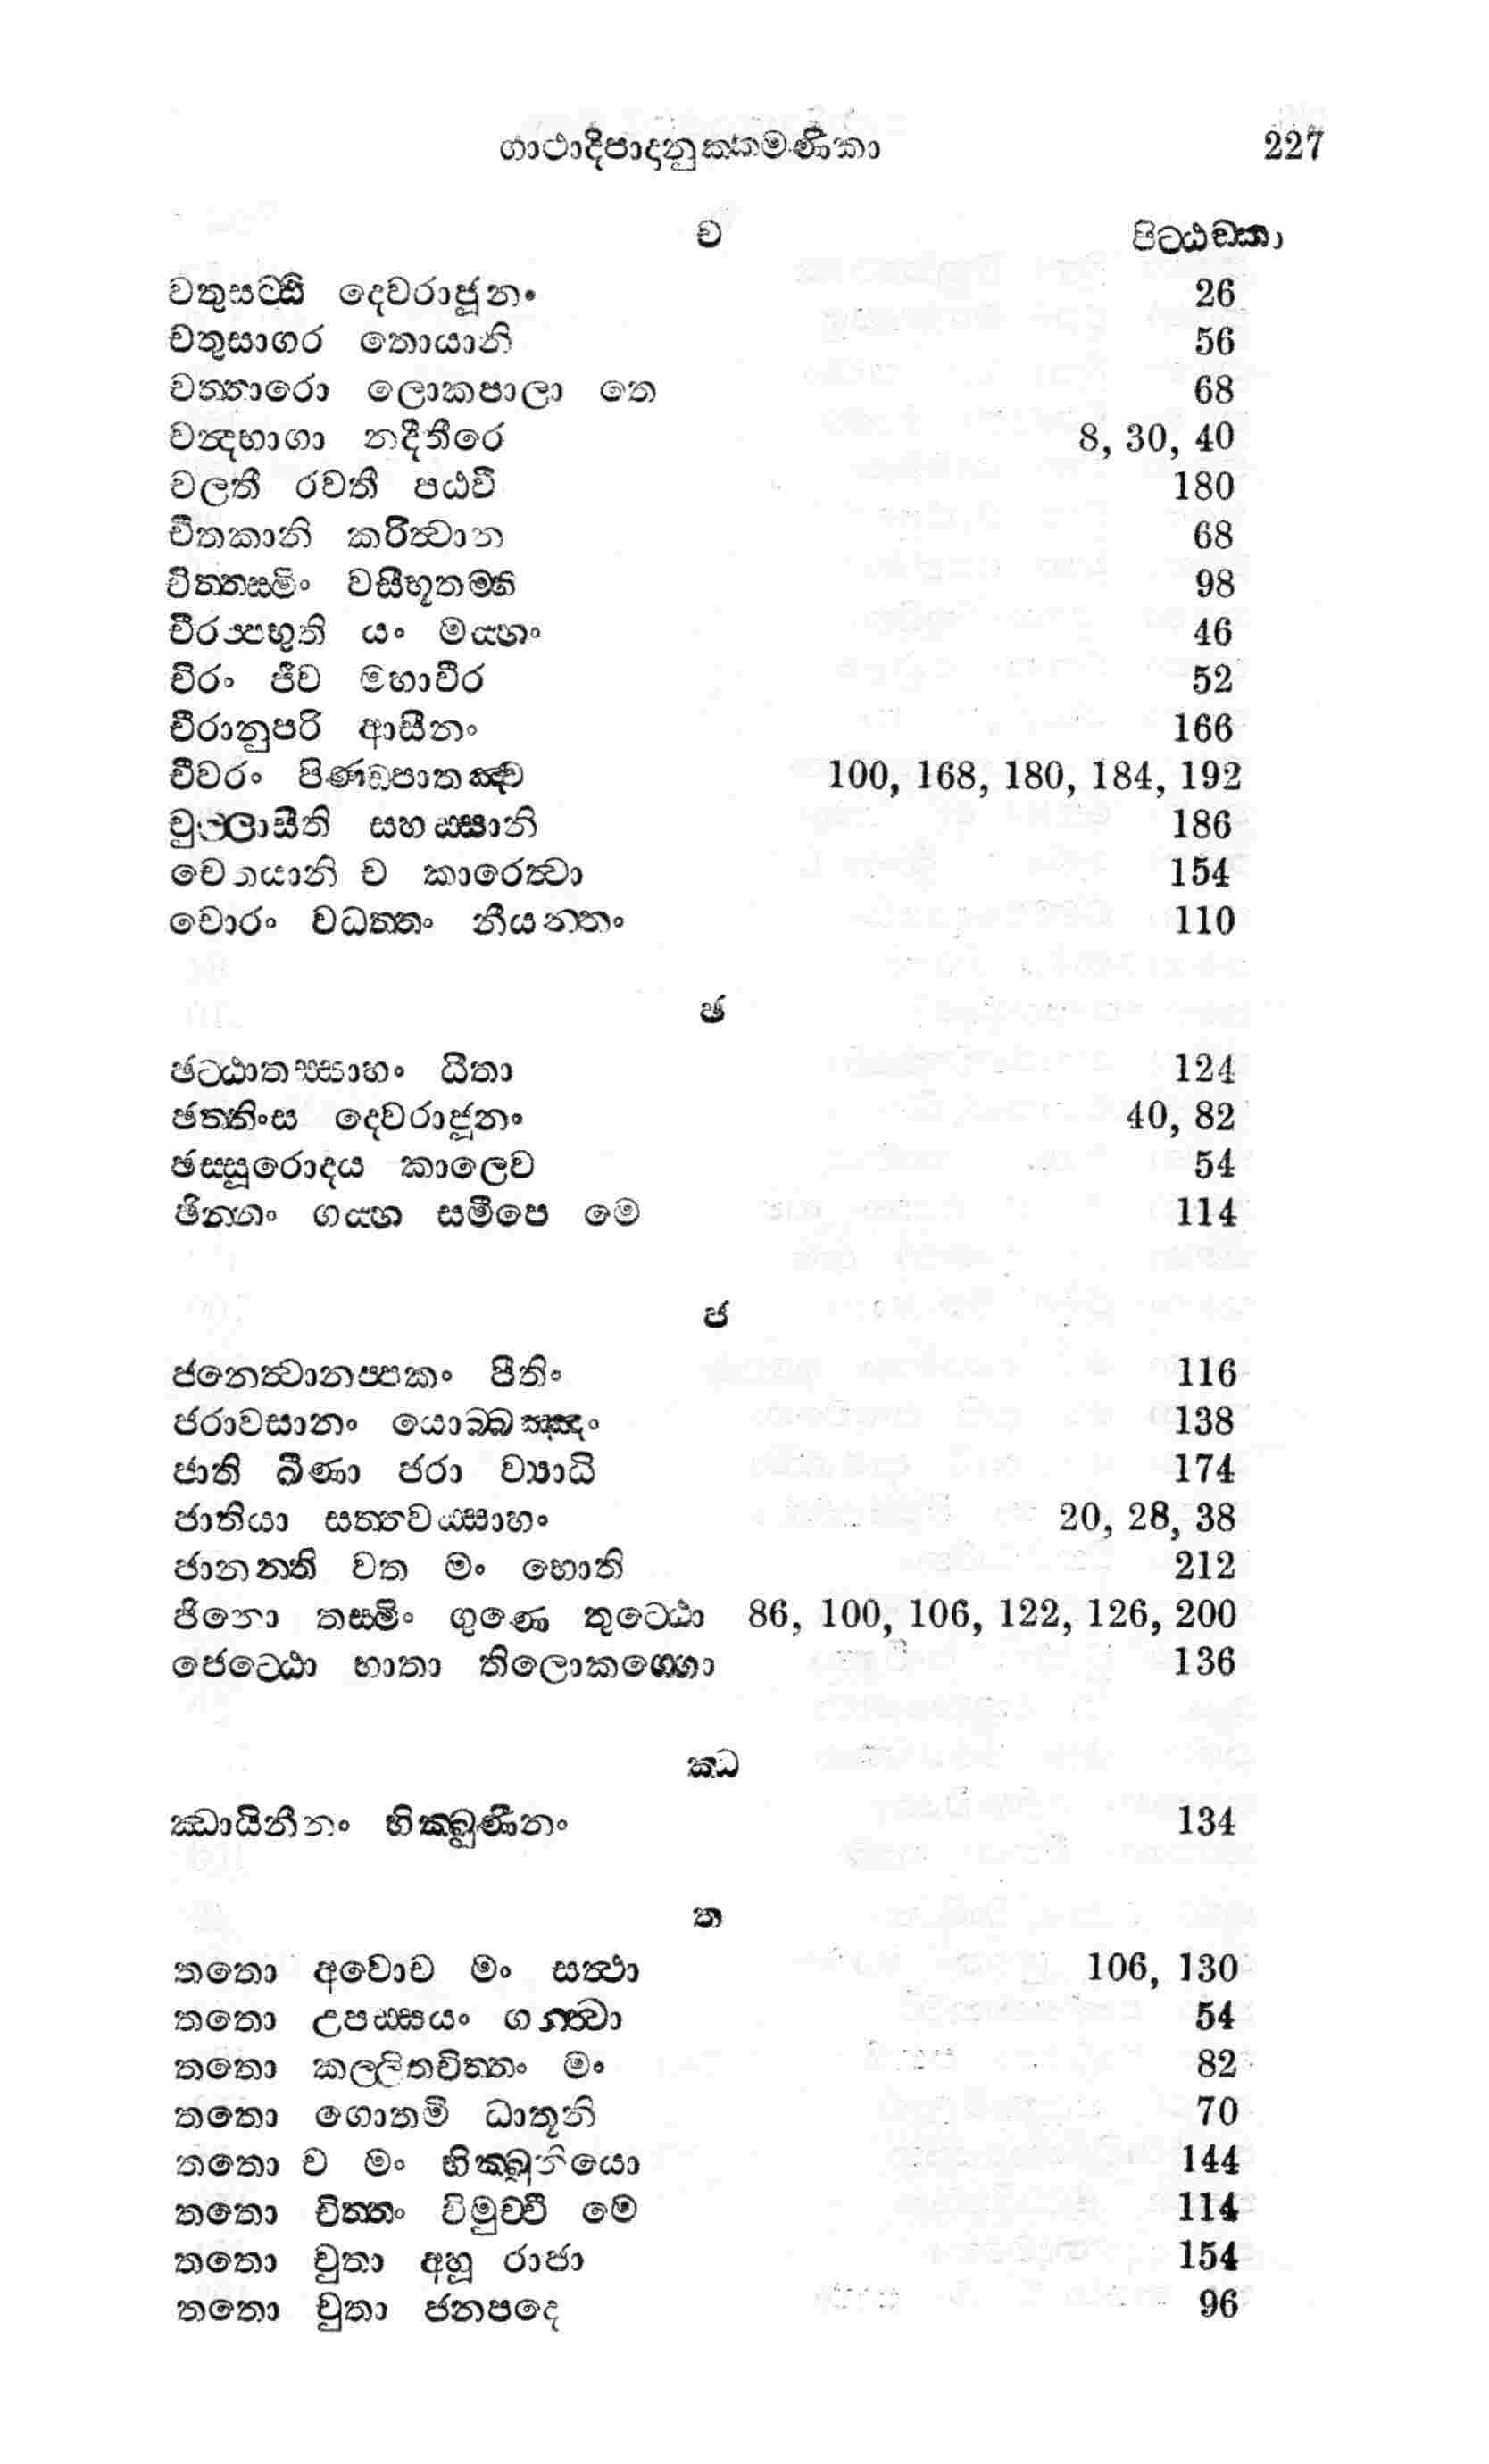 ගාථාදිපාදානුක්කමණිකා 227
ච පිට්ඨඞ්කා
චතුසට්ඨි දෙවරාජූනං 26
චතුසාගර තොයානි 56
චත්තාරො ලොකපාලා තෙ 68
චන්දභාගා නදීතීරෙ 8, 30, 40
චලතී රවතී පඨවී 180
චිතකානි කරිත්වාන 68
චිත්තස්මිං වසීභූතම්හි 98
චිරප්පභුති යං මය්හං 46
චිරං ජීව මහාවීර 52
චීරානුපරි ආසීනං 166
චීවරං පිණ්ඩපාතඤ්ච 100, 168, 180, 184, 192
චුල්ලාසීති සහස්සානි 186
චෙතියානි ච කාරෙත්වා 154
චොරං වධත්තං නීයන්තං 110
ඡ
ඡට්ඨාතස්සාහං ධීතා 124
ඡත්තිංස දෙවරාජූනං 40, 82
ඡස්සූරොදය කාලෙව 54
ඡින්නං ගය්හ සමීපෙ මෙ 114
ජ
ජනෙත්වානප්පකං පීතිං 116
ජරාවසානං යොබ්බඤ්ඤං 138
ජාති ඛීණා ජරා ව්‍යාධි 174
ජාතියා සත්තවස්සාහං 20, 28, 38
ජානන්ති වත මං භොති 212
ජිනො තස්මිං ගුණෙ තුට්ඨො 86, 100, 106, 122, 126, 200
ජෙට්ඨො භාතා තිලොකග්ගො 136
ඣ
ඣායිනීනං භික්ඛුණීනං 134
ත
තතො අවොච මං සත්ථා 106, 130
තතො උපස්සයං ගන්ත්වා 54
තතො කල්ලිතචිත්තං මං 82
තතො ගොතමි ධාතූනි 70
තතො ච මං භික්ඛුනියො 144
තතො චිත්තං විමුච්චි මෙ 114
තතො චුතා අහූ රාජා 154
තතො චුතා ජනපදෙ 96